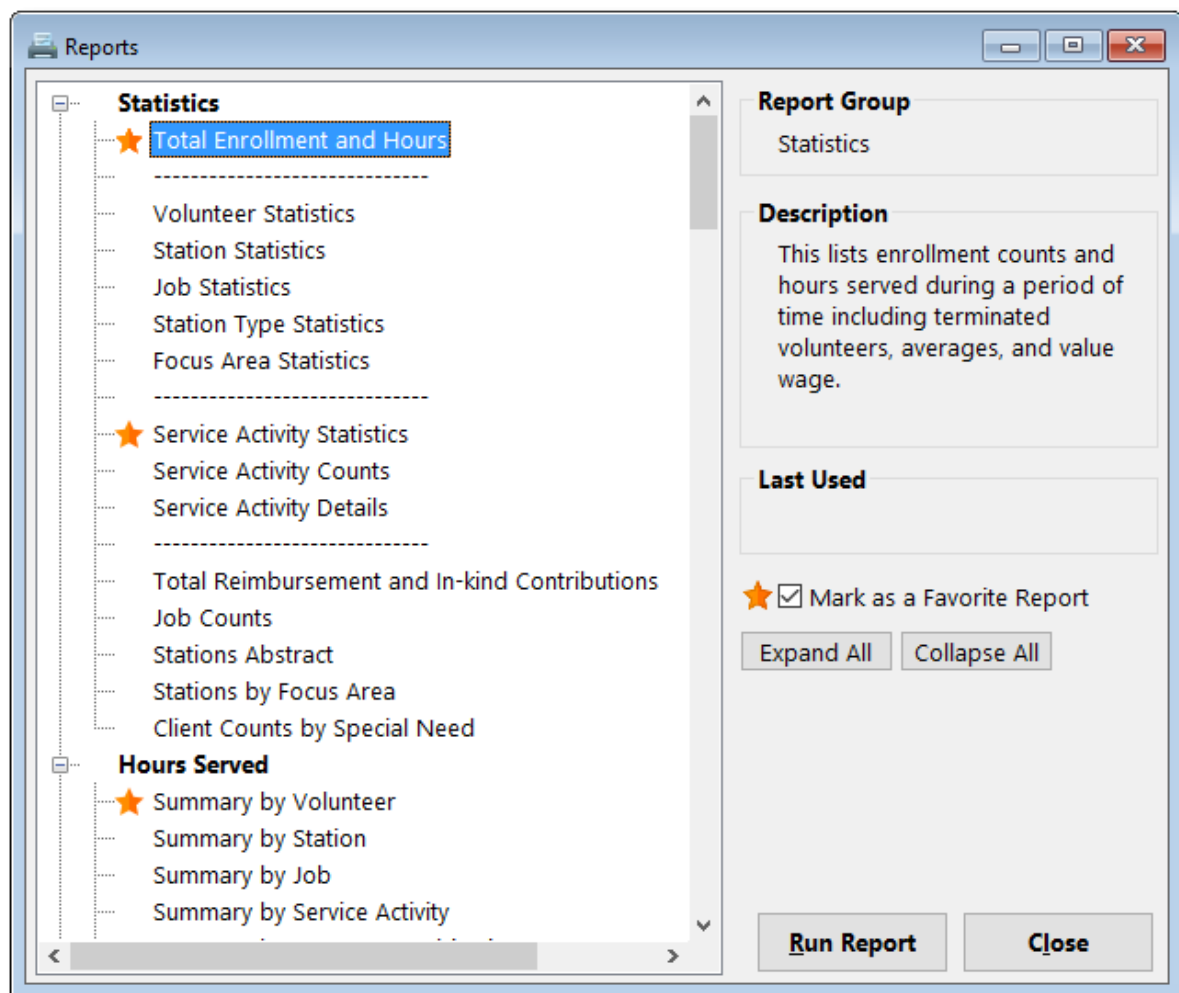 Reports
Statistics
Total Enrollment and Hours
------------------------------
Volunteer Statistics
Station Statistics
Job Statistics
Station Type Statistics
Focus Area Statistics
------------------------------
Service Activity Statistics
Service Activity Counts
Service Activity Details
------------------------------
Total Reimbursement and In-kind Contributions
Job Counts
Stations Abstract
Stations by Focus Area
Client Counts by Special Need
Hours Served
Summary by Volunteer
Summary by Station
Summary by Job
Summary by Service Activity
Report Group
Statistics
Description
This lists enrollment counts and
hours served during a period of
time including terminated
volunteers, averages, and value
wage.
Last Used
Mark as a Favorite Report
Expand All
Collapse All
Run Report
Close